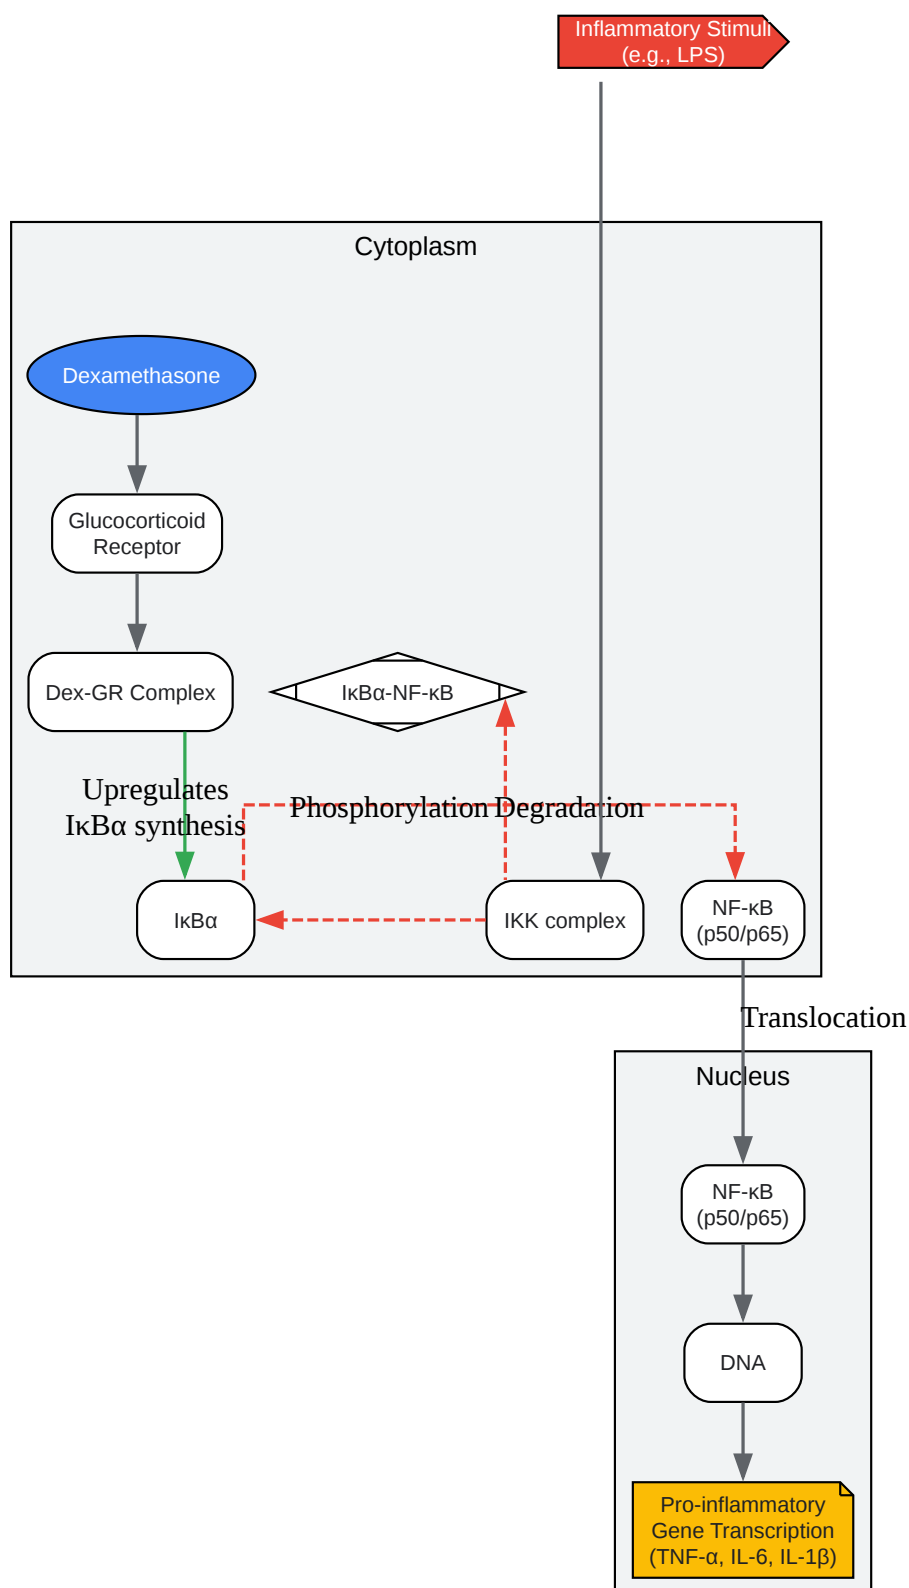 Inflammatory Stimuli
(e.g., LPS)
Cytoplasm
Dexamethasone
Glucocorticoid
Receptor
Dex-GR Complex
IκBα-NF-κB
Upregulates
IκBα synthesis
Phosphorylation
Degradation
IκBα
IKK complex
NF-κB
(p50/p65)
Translocation
Nucleus
NF-κB
(p50/p65)
DNA
Pro-inflammatory
Gene Transcription
(TNF-α, IL-6, IL-1β)